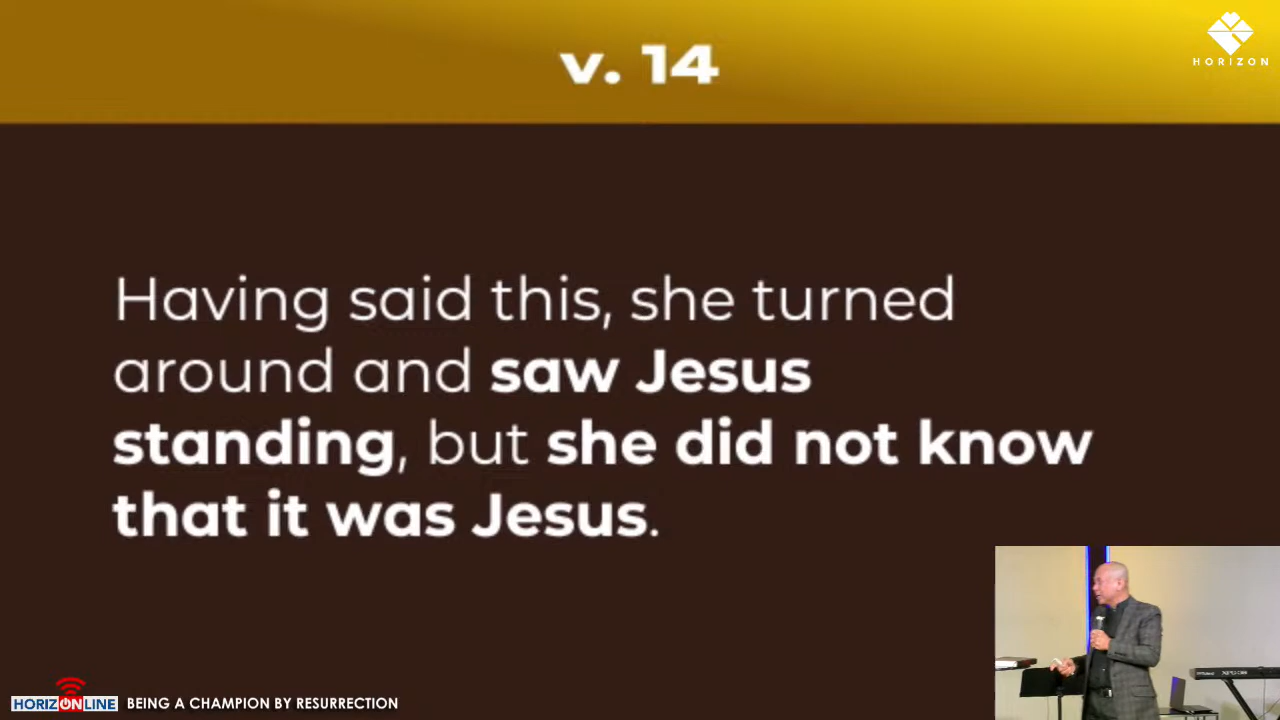 v. 14
HORIZON
Having said this, she turned
around and saw Jesus
standing, but she did not know
that it was Jesus.
HORIZONLINE BEING A CHAMPION BY RESURRECTION